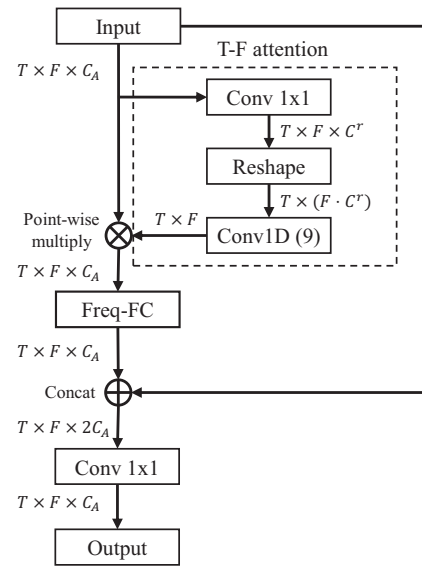 Input
T-F attention
T × F × C_A
Conv 1x1
T × F × C^r
Reshape
T × (F · C^r)
Conv1D (9)
T × F
Point-wise
multiply
T × F × C_A
Freq-FC
T × F × C_A
Concat
T × F × 2C_A
Conv 1x1
T × F × C_A
Output